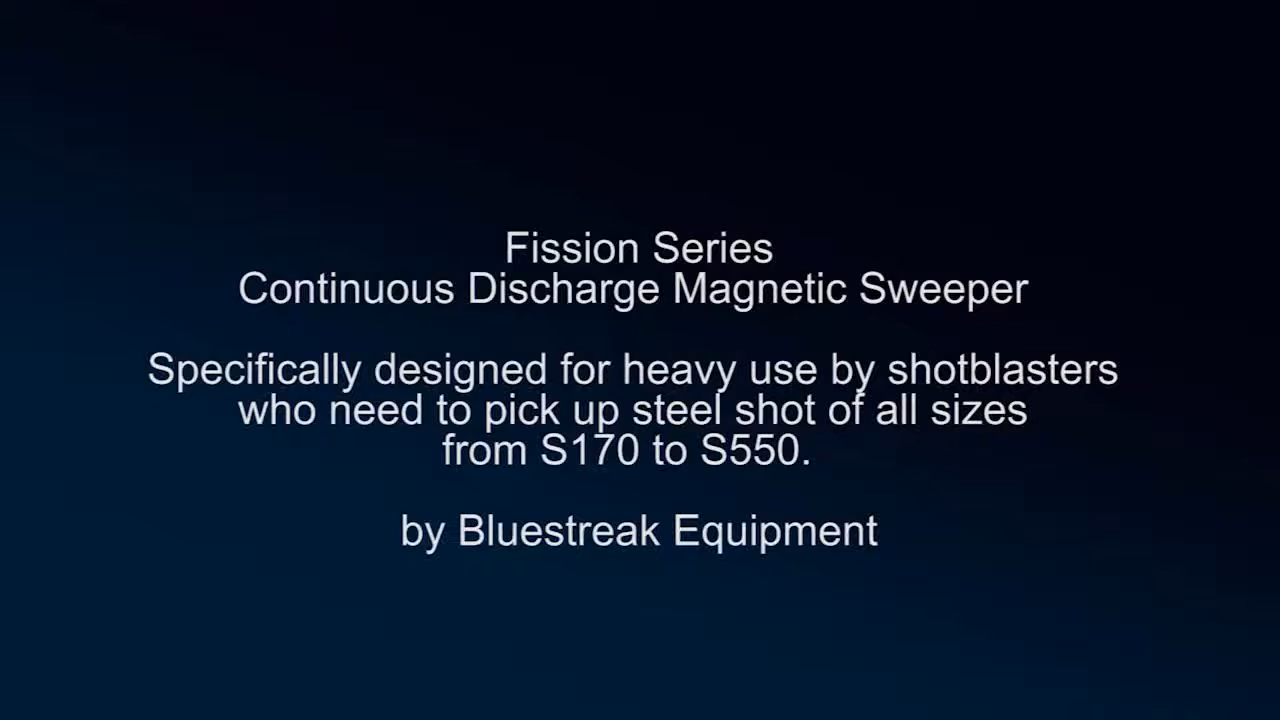 Fission Series
Continuous Discharge Magnetic Sweeper
Specifically designed for heavy use by shotblasters
who need to pick up steel shot of all sizes
from S170 to S550.
by Bluestreak Equipment